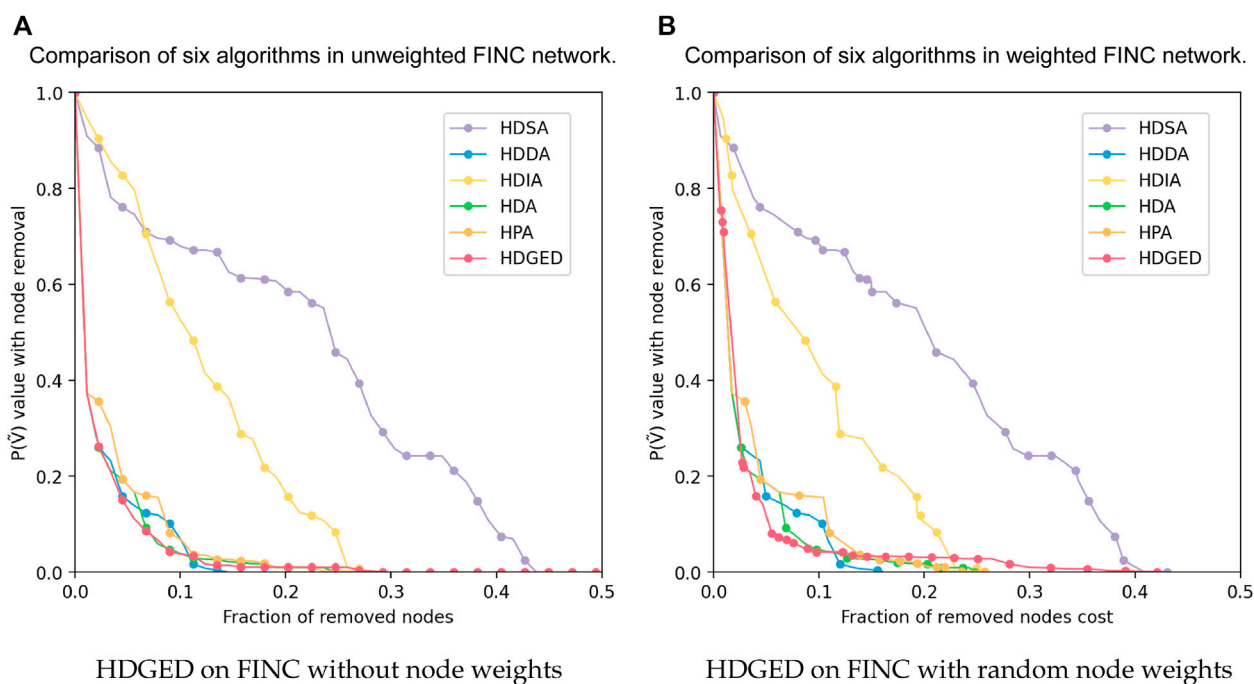 A
Comparison of six algorithms in unweighted FINC network.
P(Ṽ) value with node removal
1.0
0.8
0.6
0.4
0.2
0.0
HDSA
HDDA
HDIA
HDA
HPA
HDGED
0.0 0.1 0.2 0.3 0.4 0.5
Fraction of removed nodes
HDGED on FINC without node weights
B
Comparison of six algorithms in weighted FINC network.
P(Ṽ) value with node removal
1.0
0.8
0.6
0.4
0.2
0.0
HDSA
HDDA
HDIA
HDA
HPA
HDGED
0.0 0.1 0.2 0.3 0.4 0.5
Fraction of removed nodes cost
HDGED on FINC with random node weights